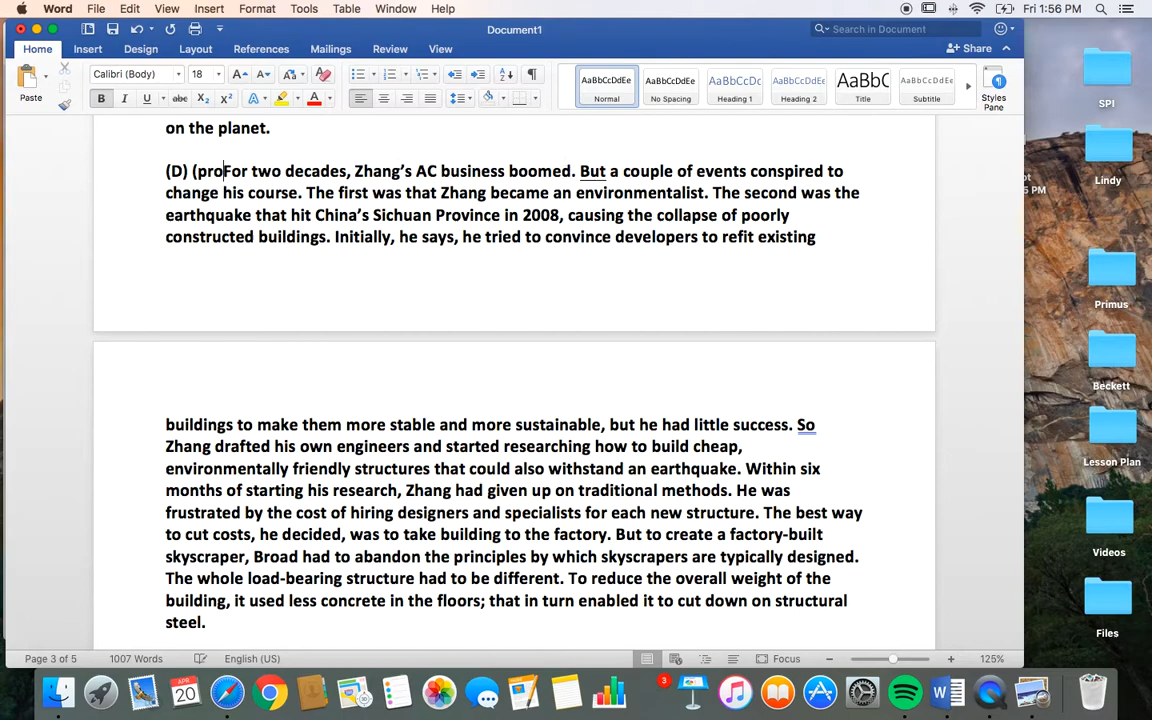 Word File Edit View Insert Format Tools Table Window Help Fri 1:56 PM
Document1 Search in Document
Home Insert Design Layout References Mailings Review View Share
Paste Calibri (Body) 18 A A Aa
B I U abc X2 X2 A A
AaBbCcDdEe AaBbCcDdEe AaBbCcDc AaBbCcDdEe AaBbC AaBbCcDdEe
Normal No Spacing Heading 1 Heading 2 Title Subtitle Styles Pane
on the planet.
(D) (proFor two decades, Zhang’s AC business boomed. But a couple of events conspired to
change his course. The first was that Zhang became an environmentalist. The second was the
earthquake that hit China’s Sichuan Province in 2008, causing the collapse of poorly
constructed buildings. Initially, he says, he tried to convince developers to refit existing
buildings to make them more stable and more sustainable, but he had little success. So
Zhang drafted his own engineers and started researching how to build cheap,
environmentally friendly structures that could also withstand an earthquake. Within six
months of starting his research, Zhang had given up on traditional methods. He was
frustrated by the cost of hiring designers and specialists for each new structure. The best way
to cut costs, he decided, was to take building to the factory. But to create a factory-built
skyscraper, Broad had to abandon the principles by which skyscrapers are typically designed.
The whole load-bearing structure had to be different. To reduce the overall weight of the
building, it used less concrete in the floors; that in turn enabled it to cut down on structural
steel.
Page 3 of 5 1007 Words English (US) Focus 125%
SPI
Lindy
5 PM
Primus
Beckett
Lesson Plan
Videos
Files
APR
20
3